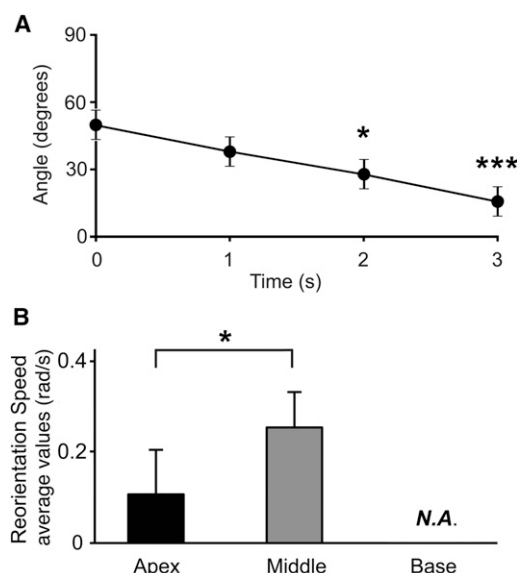 A
90
60
30
0
Angle (degrees)
*
***
0 1 2 3
Time (s)
B
*
0.4
0.2
0
Reorientation Speed
average values (rad/s)
N.A.
Apex Middle Base